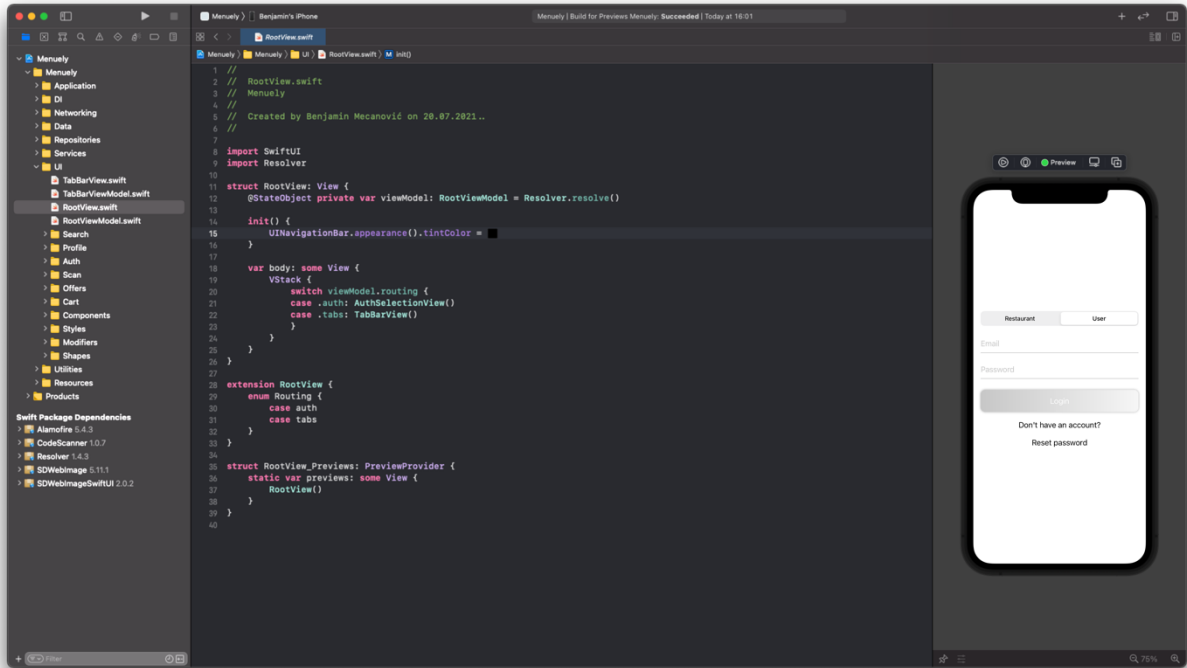 Menuely
Benjamin's iPhone
Menuely | Build for Previews Menuely: Succeeded | Today at 16:01
RootView.swift
Menuely
Menuely
UI
RootView.swift
M
init()
Menuely
Menuely
Application
DI
Networking
Data
Repositories
Services
UI
TabBarView.swift
TabBarViewModel.swift
RootView.swift
RootViewModel.swift
Search
Profile
Auth
Scan
Offers
Cart
Components
Styles
Modifiers
Shapes
Utilities
Resources
Products
Swift Package Dependencies
Alamofire 5.4.3
CodeScanner 1.0.7
Resolver 1.4.3
SDWebImage 5.11.1
SDWebImageSwiftUI 2.0.2
Filter
1 //
2 //  RootView.swift
3 //  Menuely
4 //
5 //  Created by Benjamin Mecanović on 20.07.2021..
6 //
7
8 import SwiftUI
9 import Resolver
10
11 struct RootView: View {
12     @StateObject private var viewModel: RootViewModel = Resolver.resolve()
13
14     init() {
15         UINavigationBar.appearance().tintColor =
16     }
17
18     var body: some View {
19         VStack {
20             switch viewModel.routing {
21             case .auth: AuthSelectionView()
22             case .tabs: TabBarView()
23             }
24         }
25     }
26 }
27
28 extension RootView {
29     enum Routing {
30         case auth
31         case tabs
32     }
33 }
34
35 struct RootView_Previews: PreviewProvider {
36     static var previews: some View {
37         RootView()
38     }
39 }
40
Preview
Restaurant
User
Email
Password
Login
Don't have an account?
Reset password
75%